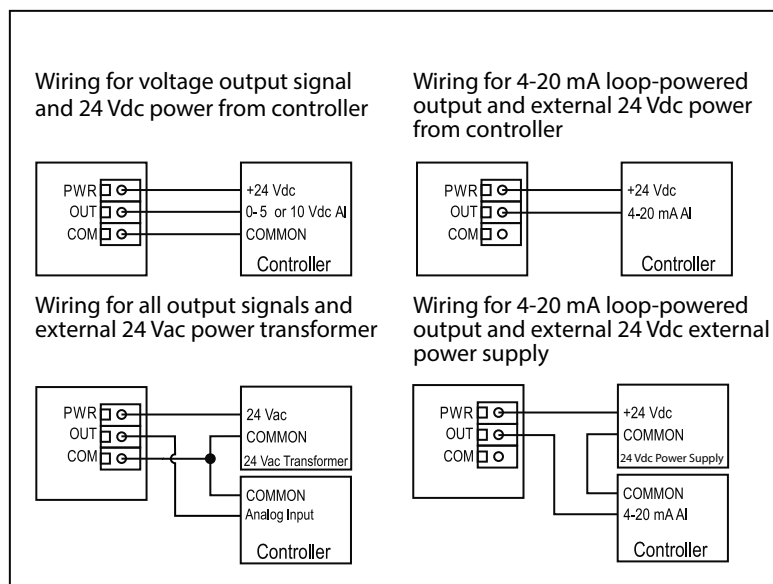 Wiring for voltage output signal
and 24 Vdc power from controller
PWR
OUT
COM
+24 Vdc
0-5 or 10 Vdc AI
COMMON
Controller
Wiring for 4-20 mA loop-powered
output and external 24 Vdc power
from controller
PWR
OUT
COM
+24 Vdc
4-20 mA AI
Controller
Wiring for all output signals and
external 24 Vac power transformer
PWR
OUT
COM
24 Vac
COMMON
24 Vac Transformer
COMMON
Analog Input
Controller
Wiring for 4-20 mA loop-powered
output and external 24 Vdc external
power supply
PWR
OUT
COM
+24 Vdc
COMMON
24 Vdc Power Supply
COMMON
4-20 mA AI
Controller